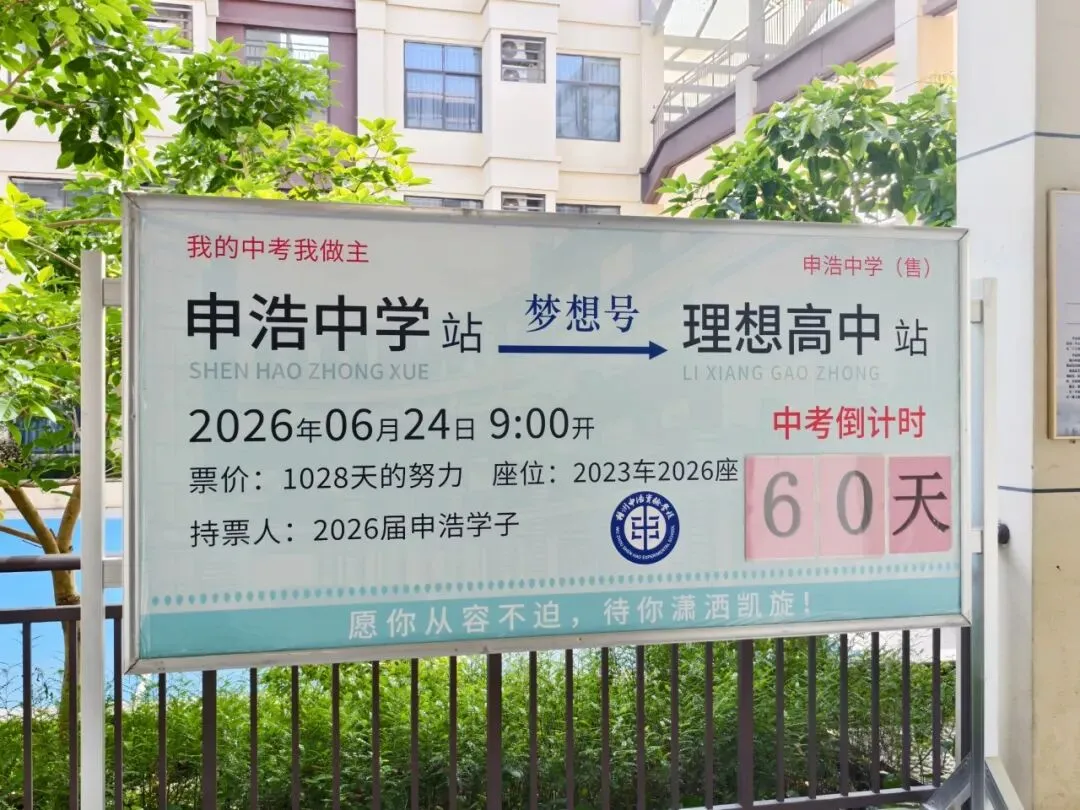 我的中考我做主
申浩中学（售）
申浩中学 站 梦想号 理想高中 站
SHEN HAO ZHONG XUE
LI XIANG GAO ZHONG
2026年06月24日 9:00开
中考倒计时
票价：1028天的努力 座位：2023车2026座
60天
持票人：2026届申浩学子
愿你从容不迫，待你潇洒凯旋！